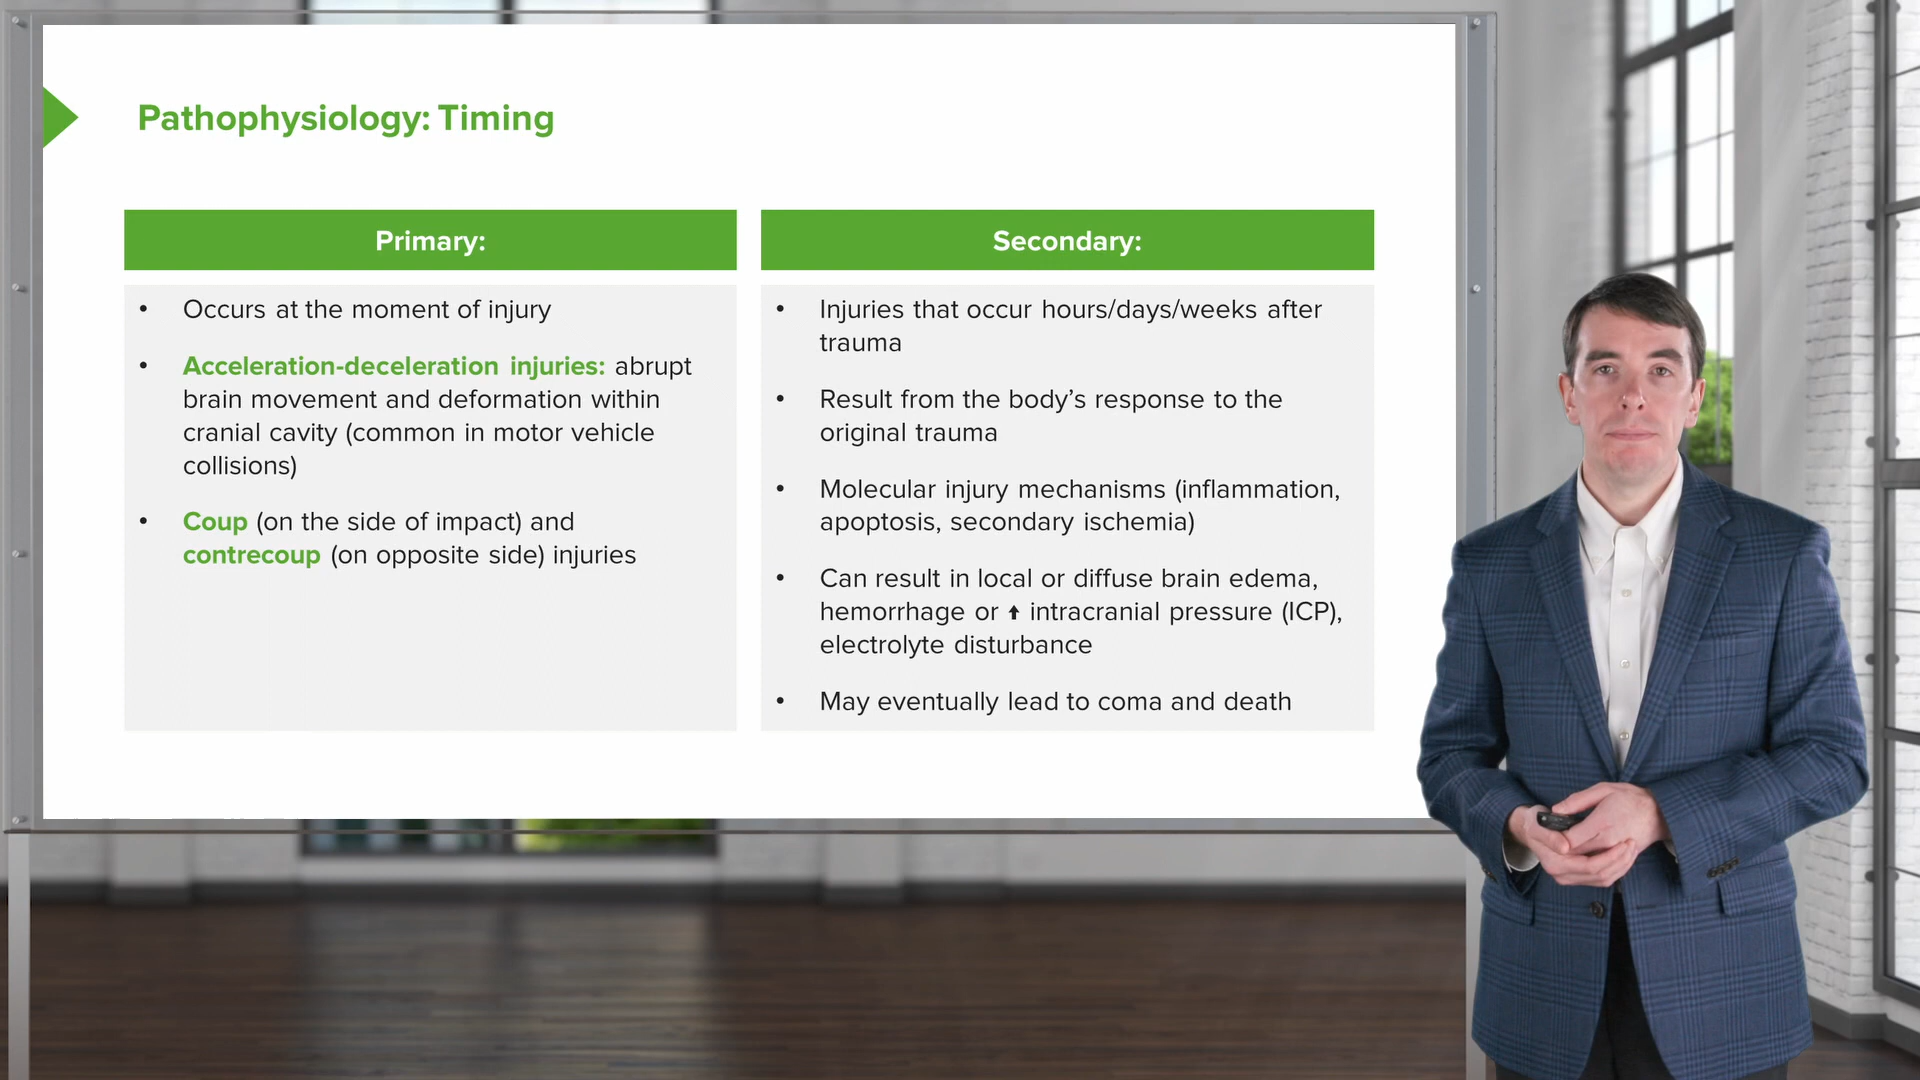 Pathophysiology: Timing
Primary:
• Occurs at the moment of injury
• Acceleration-deceleration injuries: abrupt
brain movement and deformation within
cranial cavity (common in motor vehicle
collisions)
• Coup (on the side of impact) and
contrecoup (on opposite side) injuries
Secondary:
• Injuries that occur hours/days/weeks after
trauma
• Result from the body’s response to the
original trauma
• Molecular injury mechanisms (inflammation,
apoptosis, secondary ischemia)
• Can result in local or diffuse brain edema,
hemorrhage or ↑ intracranial pressure (ICP),
electrolyte disturbance
• May eventually lead to coma and death